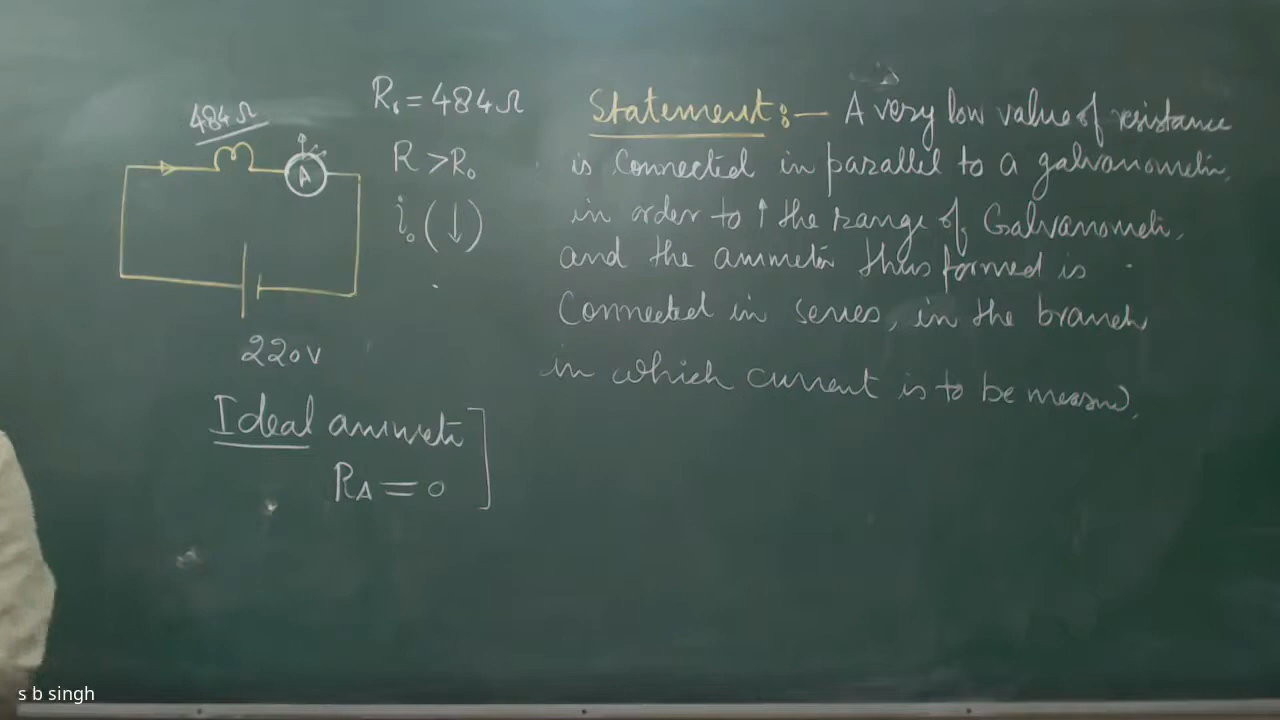 484Ω
A
220V
R₀ = 484Ω
R > R₀
i₀ (↓)
Ideal ammeter
R_A = 0
Statement :— A very low value of resistance
is connected in parallel to a galvanometer,
in order to ↑ the range of Galvanometer,
and the ammeter thus formed is
Connected in series, in the branch,
in which current is to be measured,
s b singh